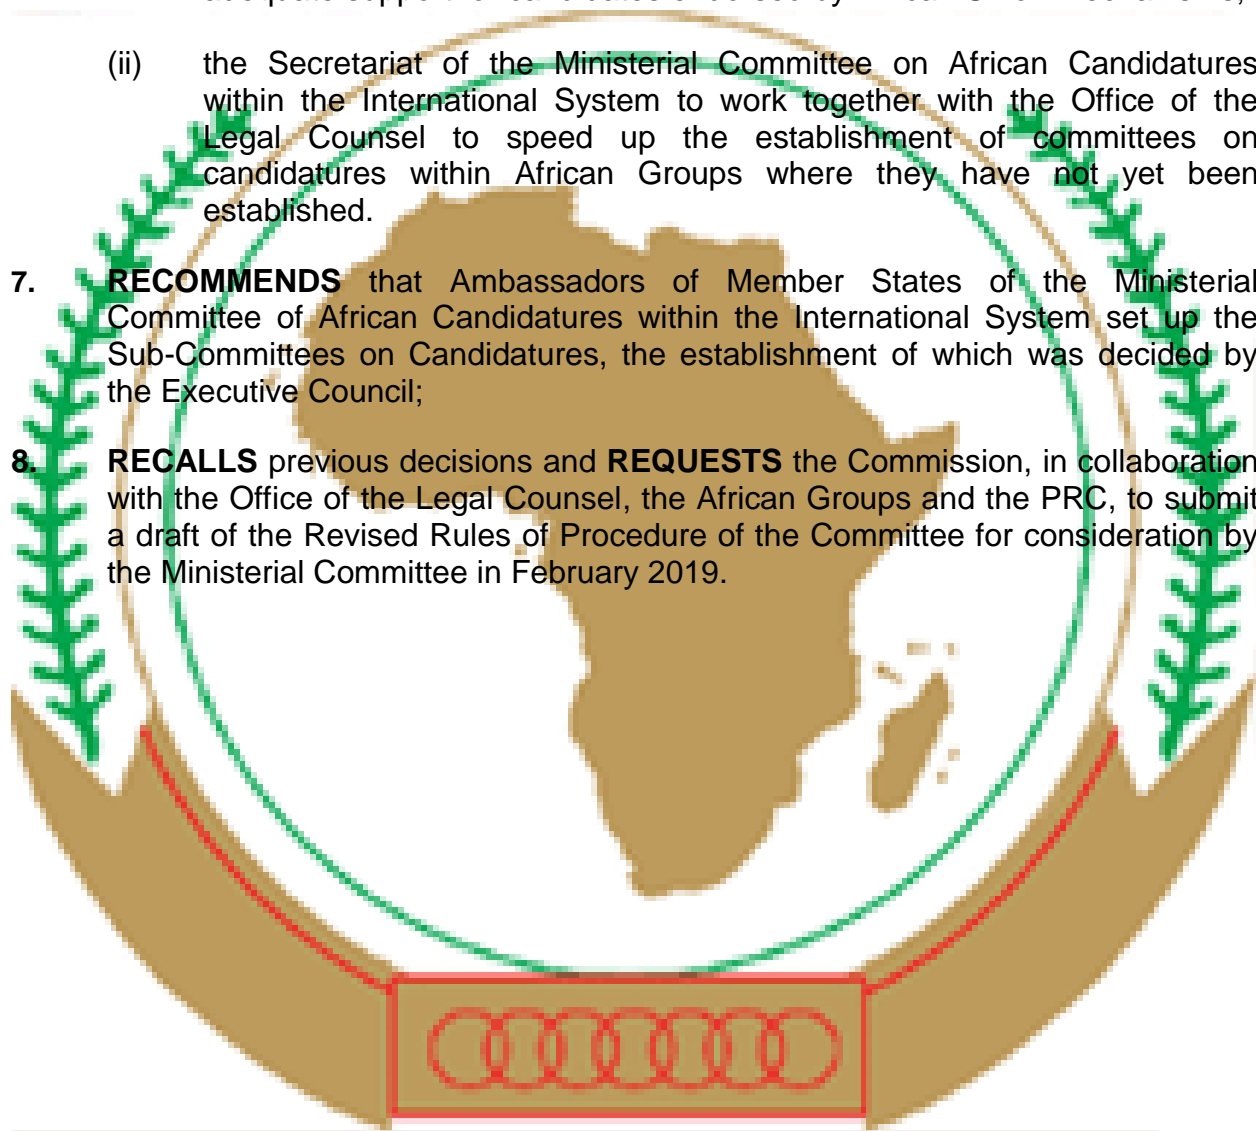 (ii) the Secretariat of the Ministerial Committee on African Candidatures
within the International System to work together with the Office of the
Legal Counsel to speed up the establishment of committees on
candidatures within African Groups where they have not yet been
established.
7. RECOMMENDS that Ambassadors of Member States of the Ministerial
Committee of African Candidatures within the International System set up the
Sub-Committees on Candidatures, the establishment of which was decided by
the Executive Council;
8. RECALLS previous decisions and REQUESTS the Commission, in collaboration
with the Office of the Legal Counsel, the African Groups and the PRC, to submit
a draft of the Revised Rules of Procedure of the Committee for consideration by
the Ministerial Committee in February 2019.